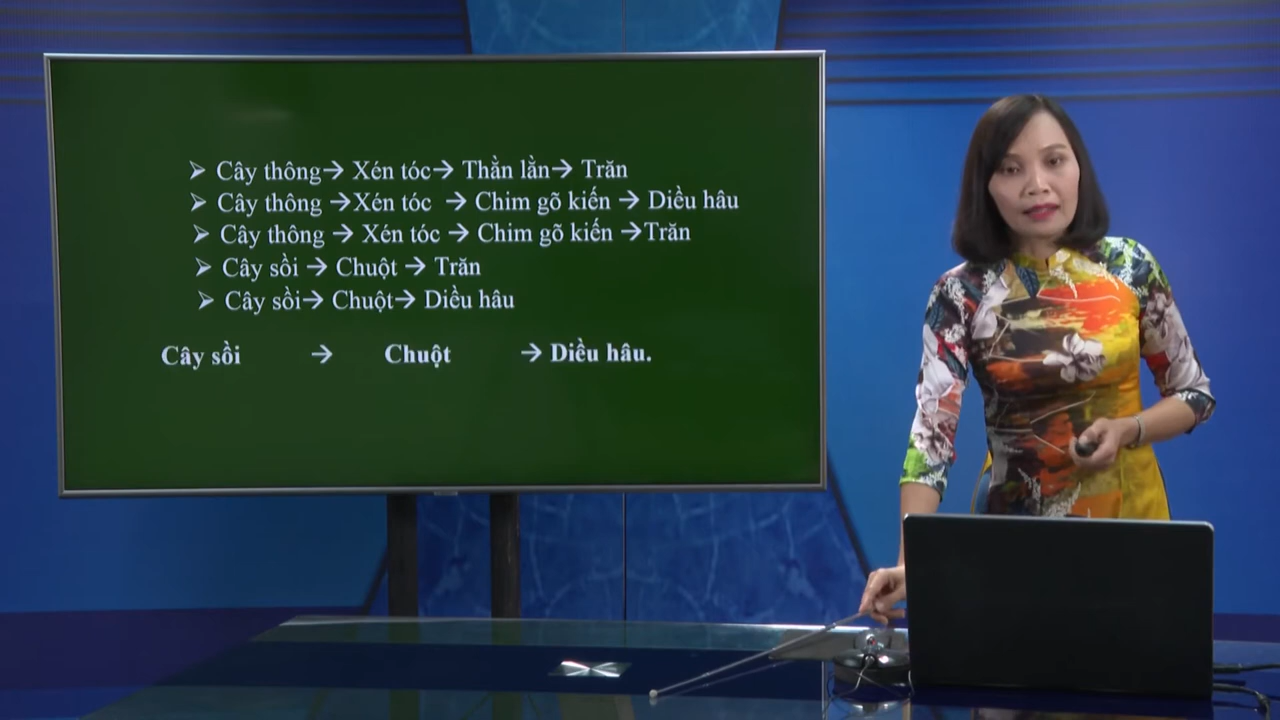 ➢ Cây thông→ Xén tóc→ Thằn lằn→ Trăn
➢ Cây thông →Xén tóc → Chim gõ kiến → Diều hâu
➢ Cây thông → Xén tóc → Chim gõ kiến →Trăn
➢ Cây sồi → Chuột → Trăn
➢ Cây sồi→ Chuột→ Diều hâu
Cây sồi → Chuột → Diều hâu.